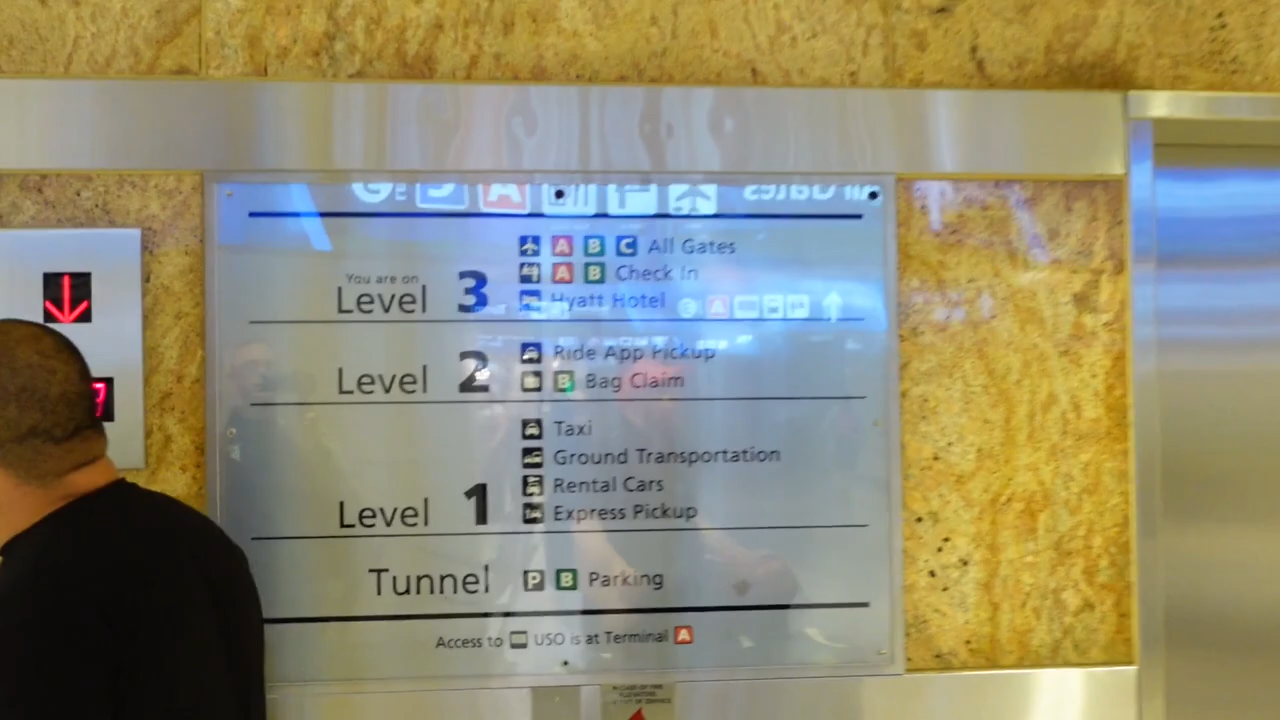 A B C All Gates
A B Check In
You are on
Level 3
Hyatt Hotel
Ride App Pickup
Level 2
B Bag Claim
Taxi
Ground Transportation
Rental Cars
Level 1
Express Pickup
Tunnel P B Parking
Access to USO is at Terminal A